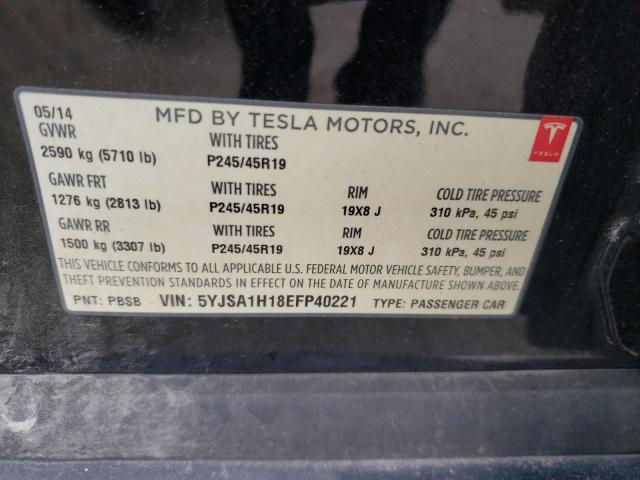 05/14 MFD BY TESLA MOTORS, INC.
GVWR WITH TIRES
2590 kg (5710 lb) P245/45R19
TESLA
GAWR FRT WITH TIRES RIM COLD TIRE PRESSURE
1276 kg (2813 lb) P245/45R19 19X8 J 310 kPa, 45 psi
GAWR RR WITH TIRES RIM COLD TIRE PRESSURE
1500 kg (3307 lb) P245/45R19 19X8 J 310 kPa, 45 psi
THIS VEHICLE CONFORMS TO ALL APPLICABLE U.S. FEDERAL MOTOR VEHICLE SAFETY, BUMPER, AND
THEFT PREVENTION STANDARDS IN EFFECT ON THE DATE OF MANUFACTURE SHOWN ABOVE.
PNT: PBSB VIN: 5YJSA1H18EFP40221 TYPE: PASSENGER CAR